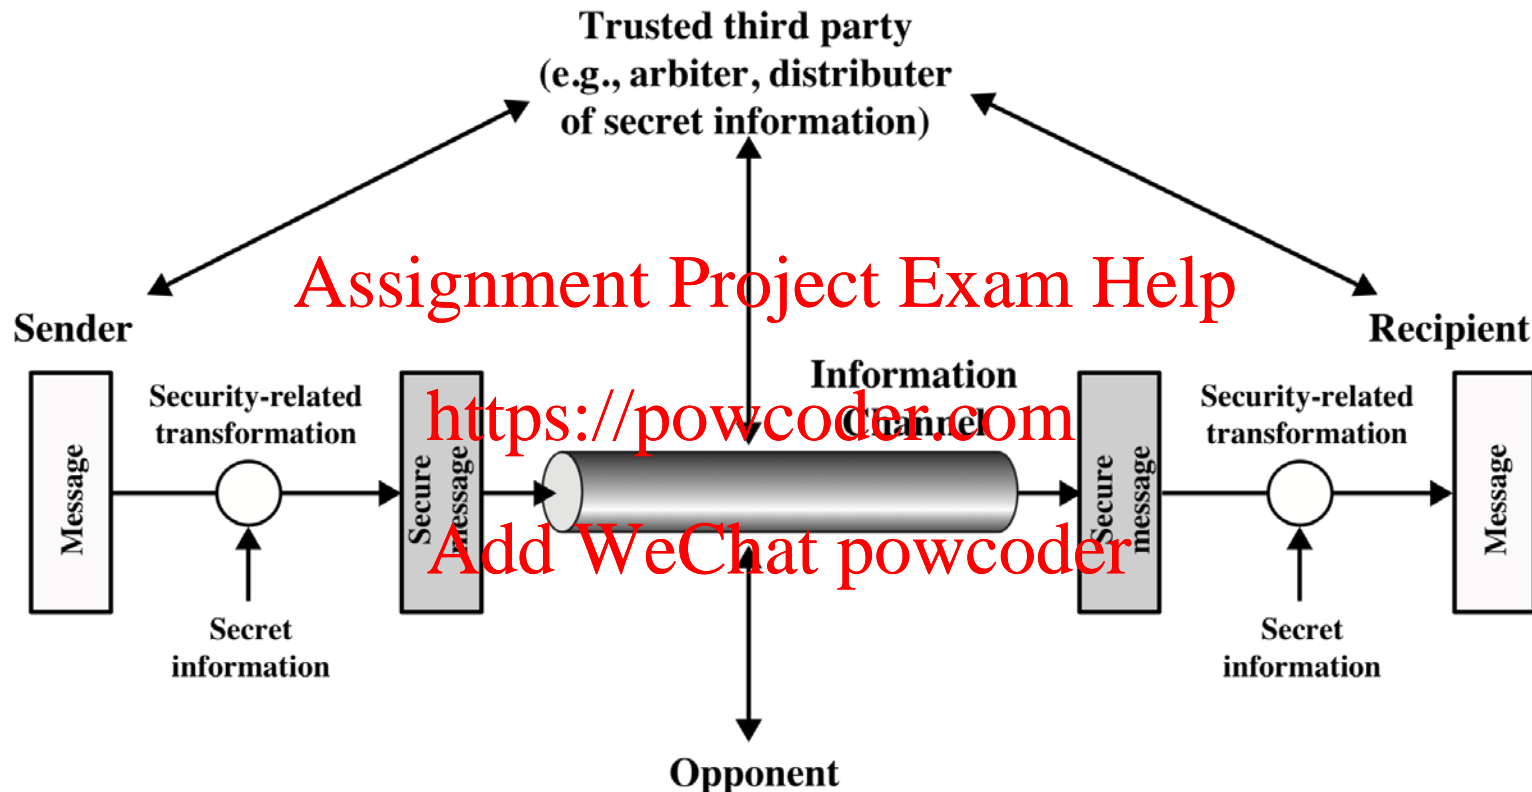 Trusted third party
(e.g., arbiter, distributer
of secret information)
Assignment Project Exam Help
Sender
Recipient
Information
Channel
https://powcoder.com
Security-related
transformation
Security-related
transformation
Message
Secure
message
Secure
message
Message
Add WeChat powcoder
Secret
information
Secret
information
Opponent